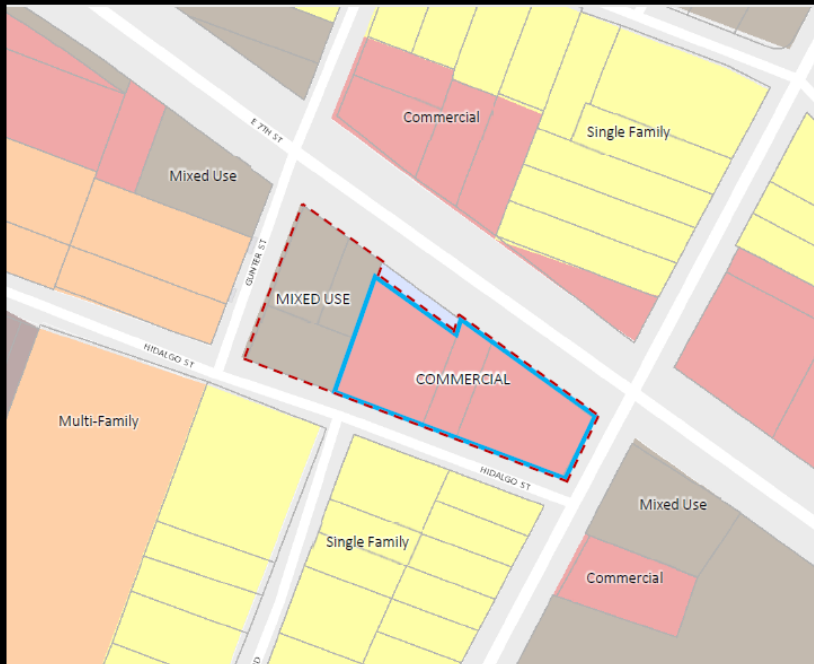 Commercial
E 7TH ST
Single Family
Mixed Use
GUNTER ST
MIXED USE
HIDALGO ST
COMMERCIAL
Multi-Family
HIDALGO ST
Mixed Use
Single Family
Commercial